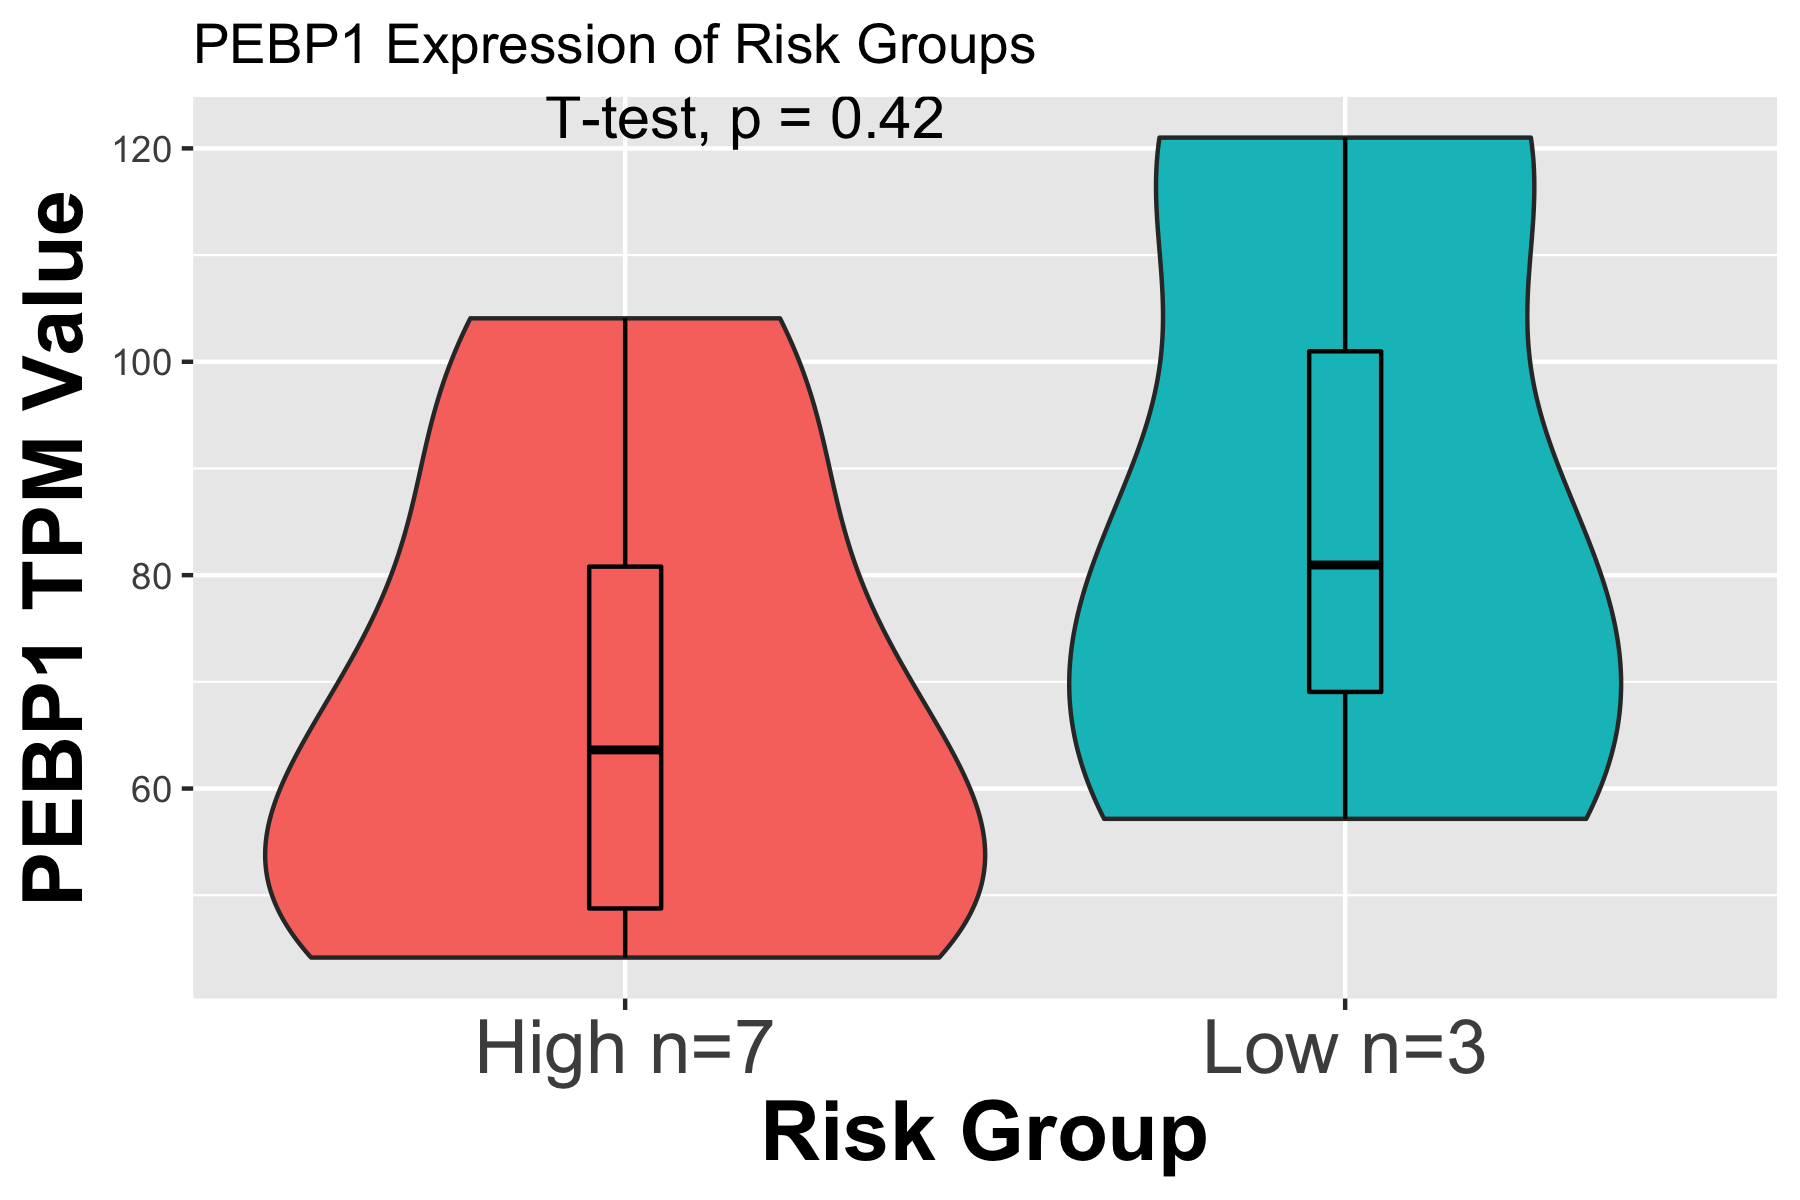 PEBP1 Expression of Risk Groups
T-test, p = 0.42
PEBP1 TPM Value
120
100
80
60
High n=7
Low n=3
Risk Group